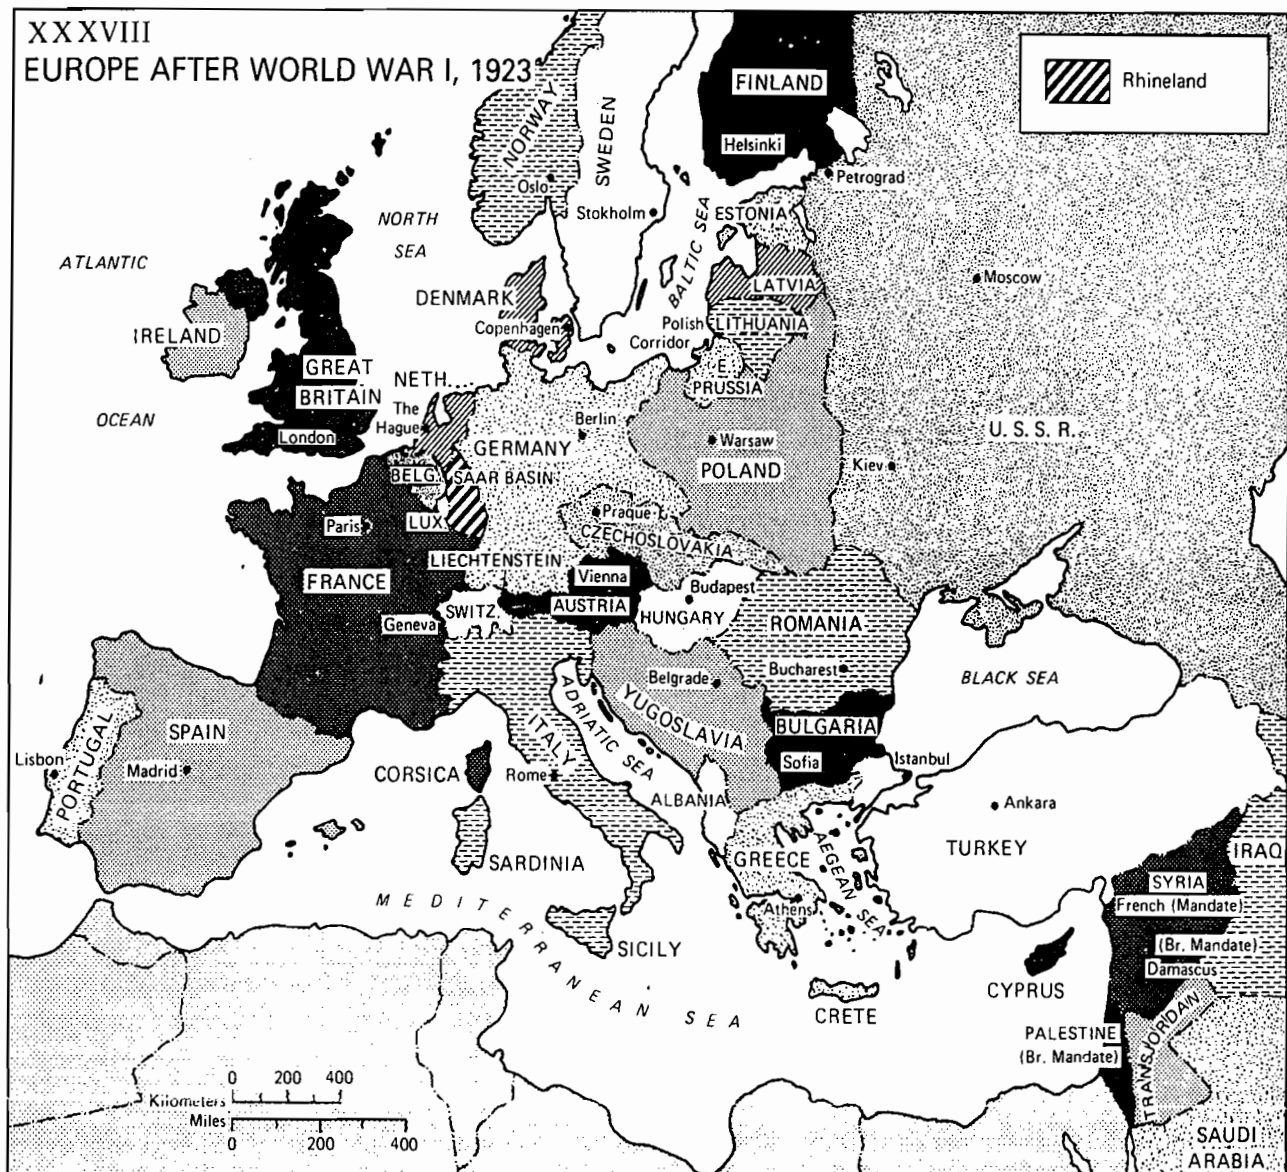 XXXVIII
EUROPE AFTER WORLD WAR I, 1923
Rhineland
FINLAND
Helsinki
NORWAY
SWEDEN
Oslo
Stokholm
Petrograd
ESTONIA
NORTH
SEA
BALTIC SEA
ATLANTIC
Moscow
LATVIA
DENMARK
Copenhagen
Polish
Corridor
LITHUANIA
IRELAND
E.
PRUSSIA
GREAT
BRITAIN
NETH.
The
Hague
OCEAN
Berlin
London
GERMANY
Warsaw
U. S. S. R.
POLAND
Kiev
BELG.
SAAR BASIN
Praque
Paris
LUX.
CZECHOSLOVAKIA
LIECHTENSTEIN
Vienna
FRANCE
Budapest
AUSTRIA
SWITZ
HUNGARY
Geneva
ROMANIA
Bucharest
Belgrade
BLACK SEA
ADRIATIC SEA
YUGOSLAVIA
PORTUGAL
SPAIN
ITALY
BULGARIA
Lisbon
Madrid
CORSICA
Rome
Sofia
Istanbul
ALBANIA
Ankara
SARDINIA
GREECE
AEGEAN SEA
TURKEY
IRAQ
SYRIA
French (Mandate)
MEDITERRANEAN SEA
Athens
SICILY
(Br. Mandate)
Damascus
CYPRUS
CRETE
PALESTINE
(Br. Mandate)
TRANSJORDAN
0 200 400
Kilometers
Miles
0 200 400
SAUDI
ARABIA